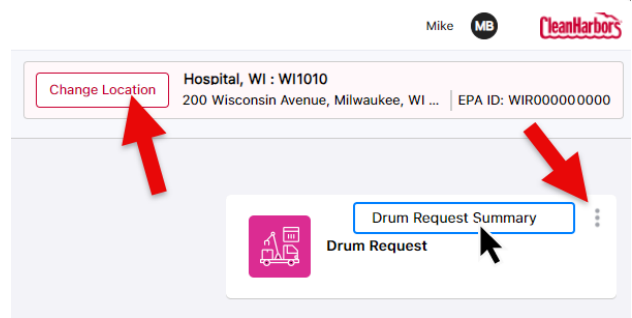 Mike MB CleanHarbors
Change Location
Hospital, WI : WI1010
200 Wisconsin Avenue, Milwaukee, WI ... EPA ID: WIR000000000
Drum Request Summary
Drum Request